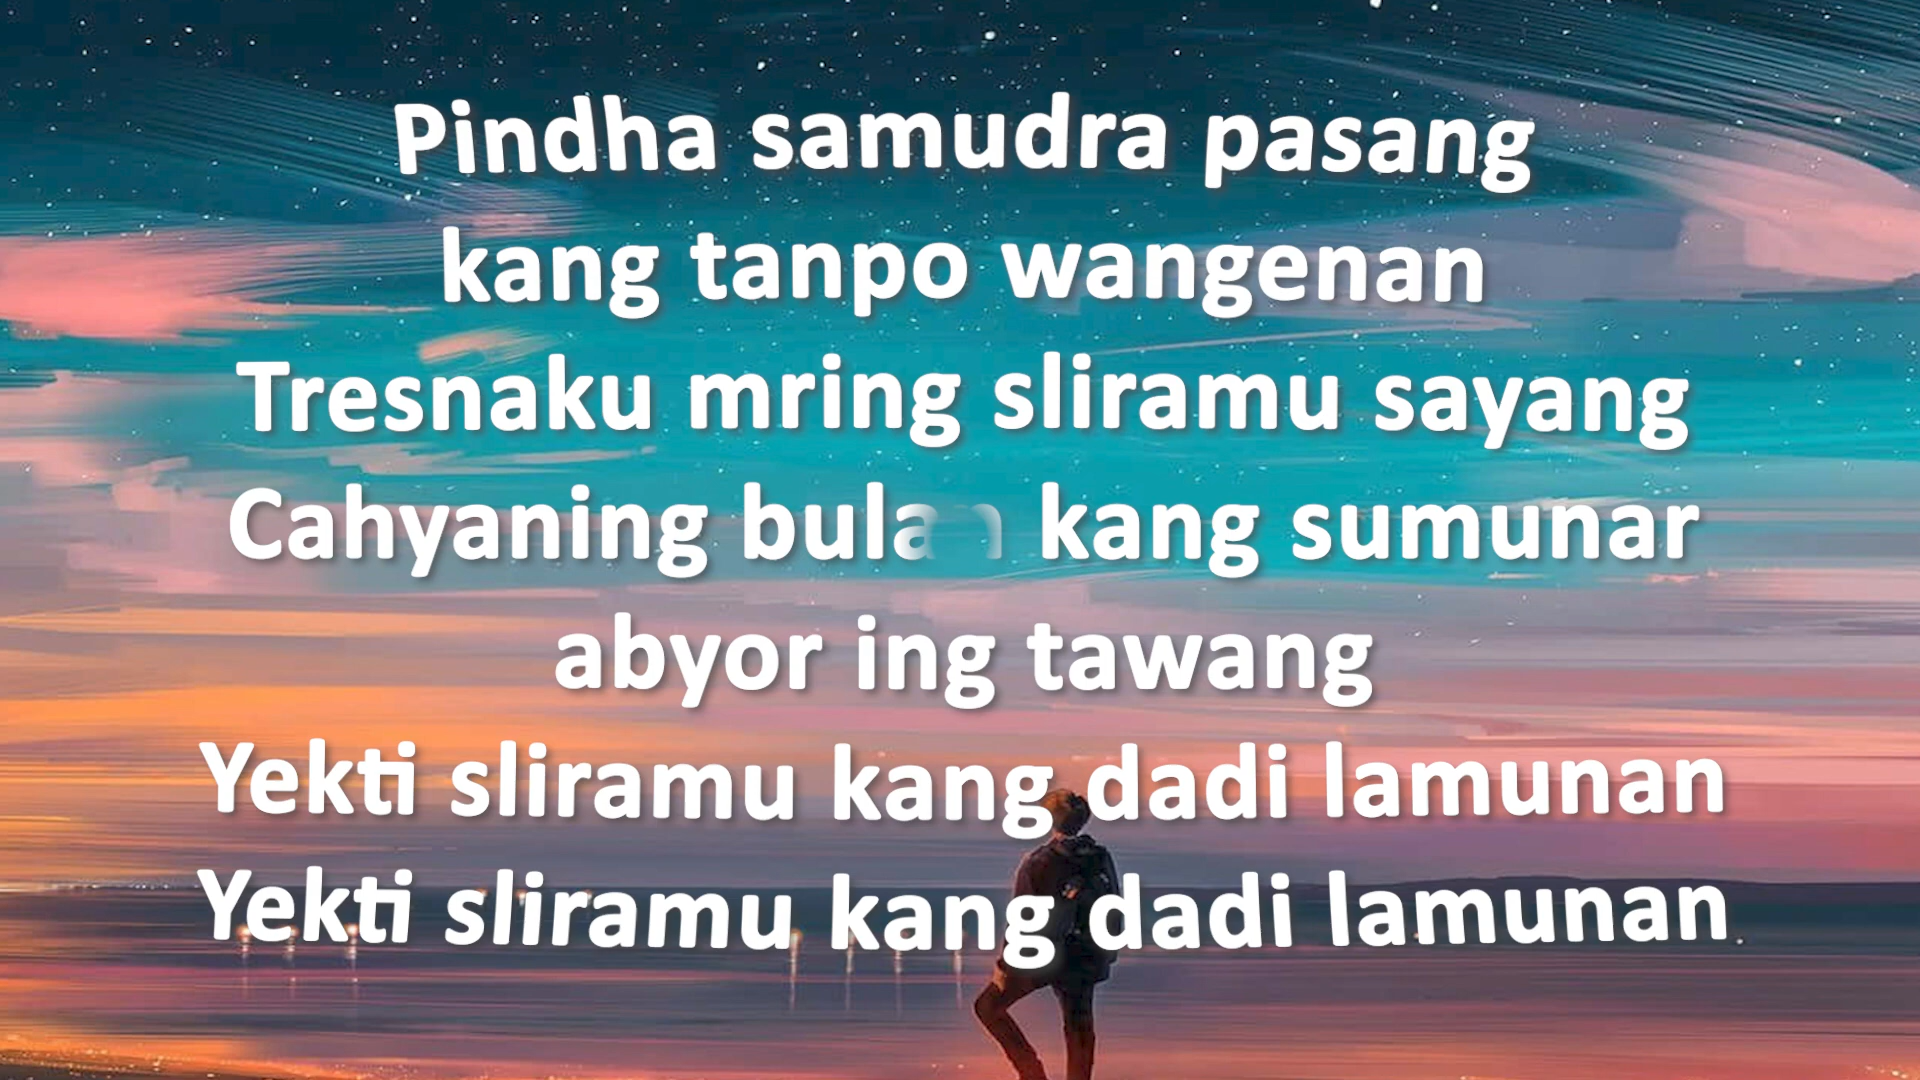 Pindha samudra pasang
kang tanpo wangenan
Tresnaku mring sliramu sayang
Cahyaning bulan kang sumunar
abyor ing tawang
Yekti sliramu kang dadi lamunan
Yekti sliramu kang dadi lamunan